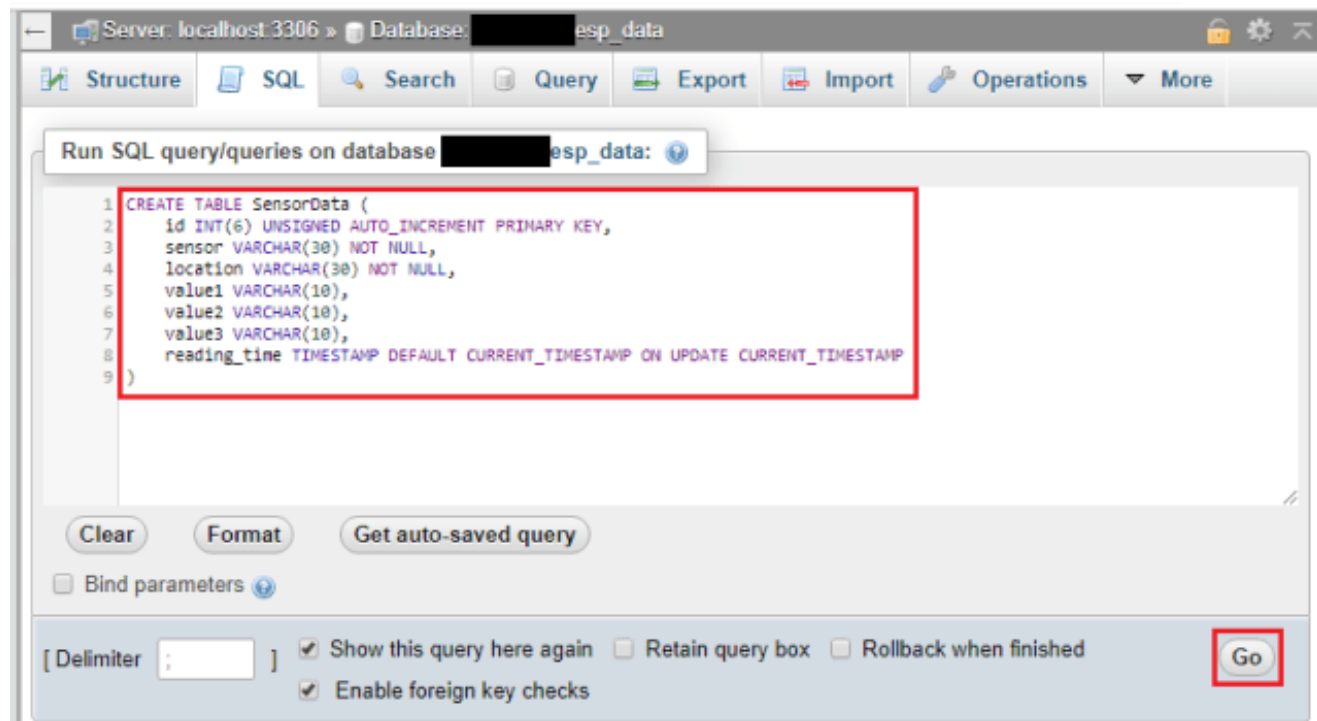 Server: localhost:3306 » Database: esp_data
Structure SQL Search Query Export Import Operations More
Run SQL query/queries on database esp_data:
1 CREATE TABLE SensorData (
2 id INT(6) UNSIGNED AUTO_INCREMENT PRIMARY KEY,
3 sensor VARCHAR(30) NOT NULL,
4 location VARCHAR(30) NOT NULL,
5 value1 VARCHAR(10),
6 value2 VARCHAR(10),
7 value3 VARCHAR(10),
8 reading_time TIMESTAMP DEFAULT CURRENT_TIMESTAMP ON UPDATE CURRENT_TIMESTAMP
9 )
Clear Format Get auto-saved query
Bind parameters
[ Delimiter ; ] Show this query here again Retain query box Rollback when finished Go
Enable foreign key checks